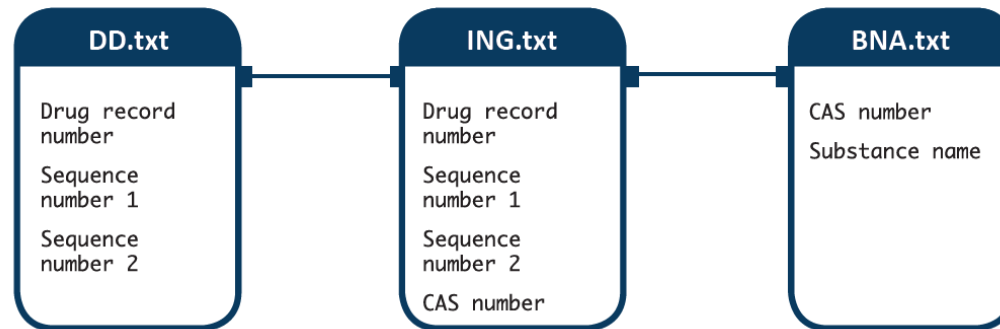 DD.txt
Drug record
number
Sequence
number 1
Sequence
number 2
ING.txt
Drug record
number
Sequence
number 1
Sequence
number 2
CAS number
BNA.txt
CAS number
Substance name